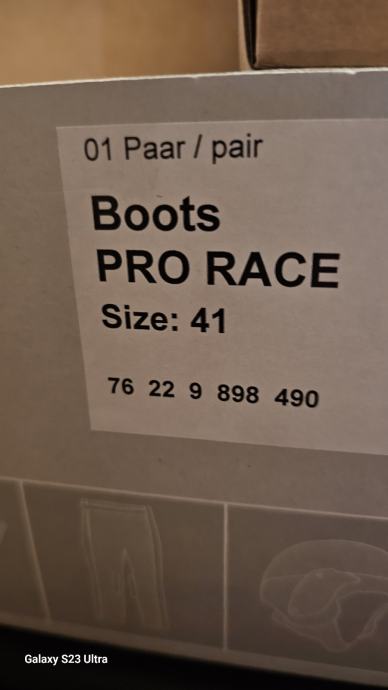 01 Paar / pair
Boots
PRO RACE
Size: 41
76 22 9 898 490
Galaxy S23 Ultra